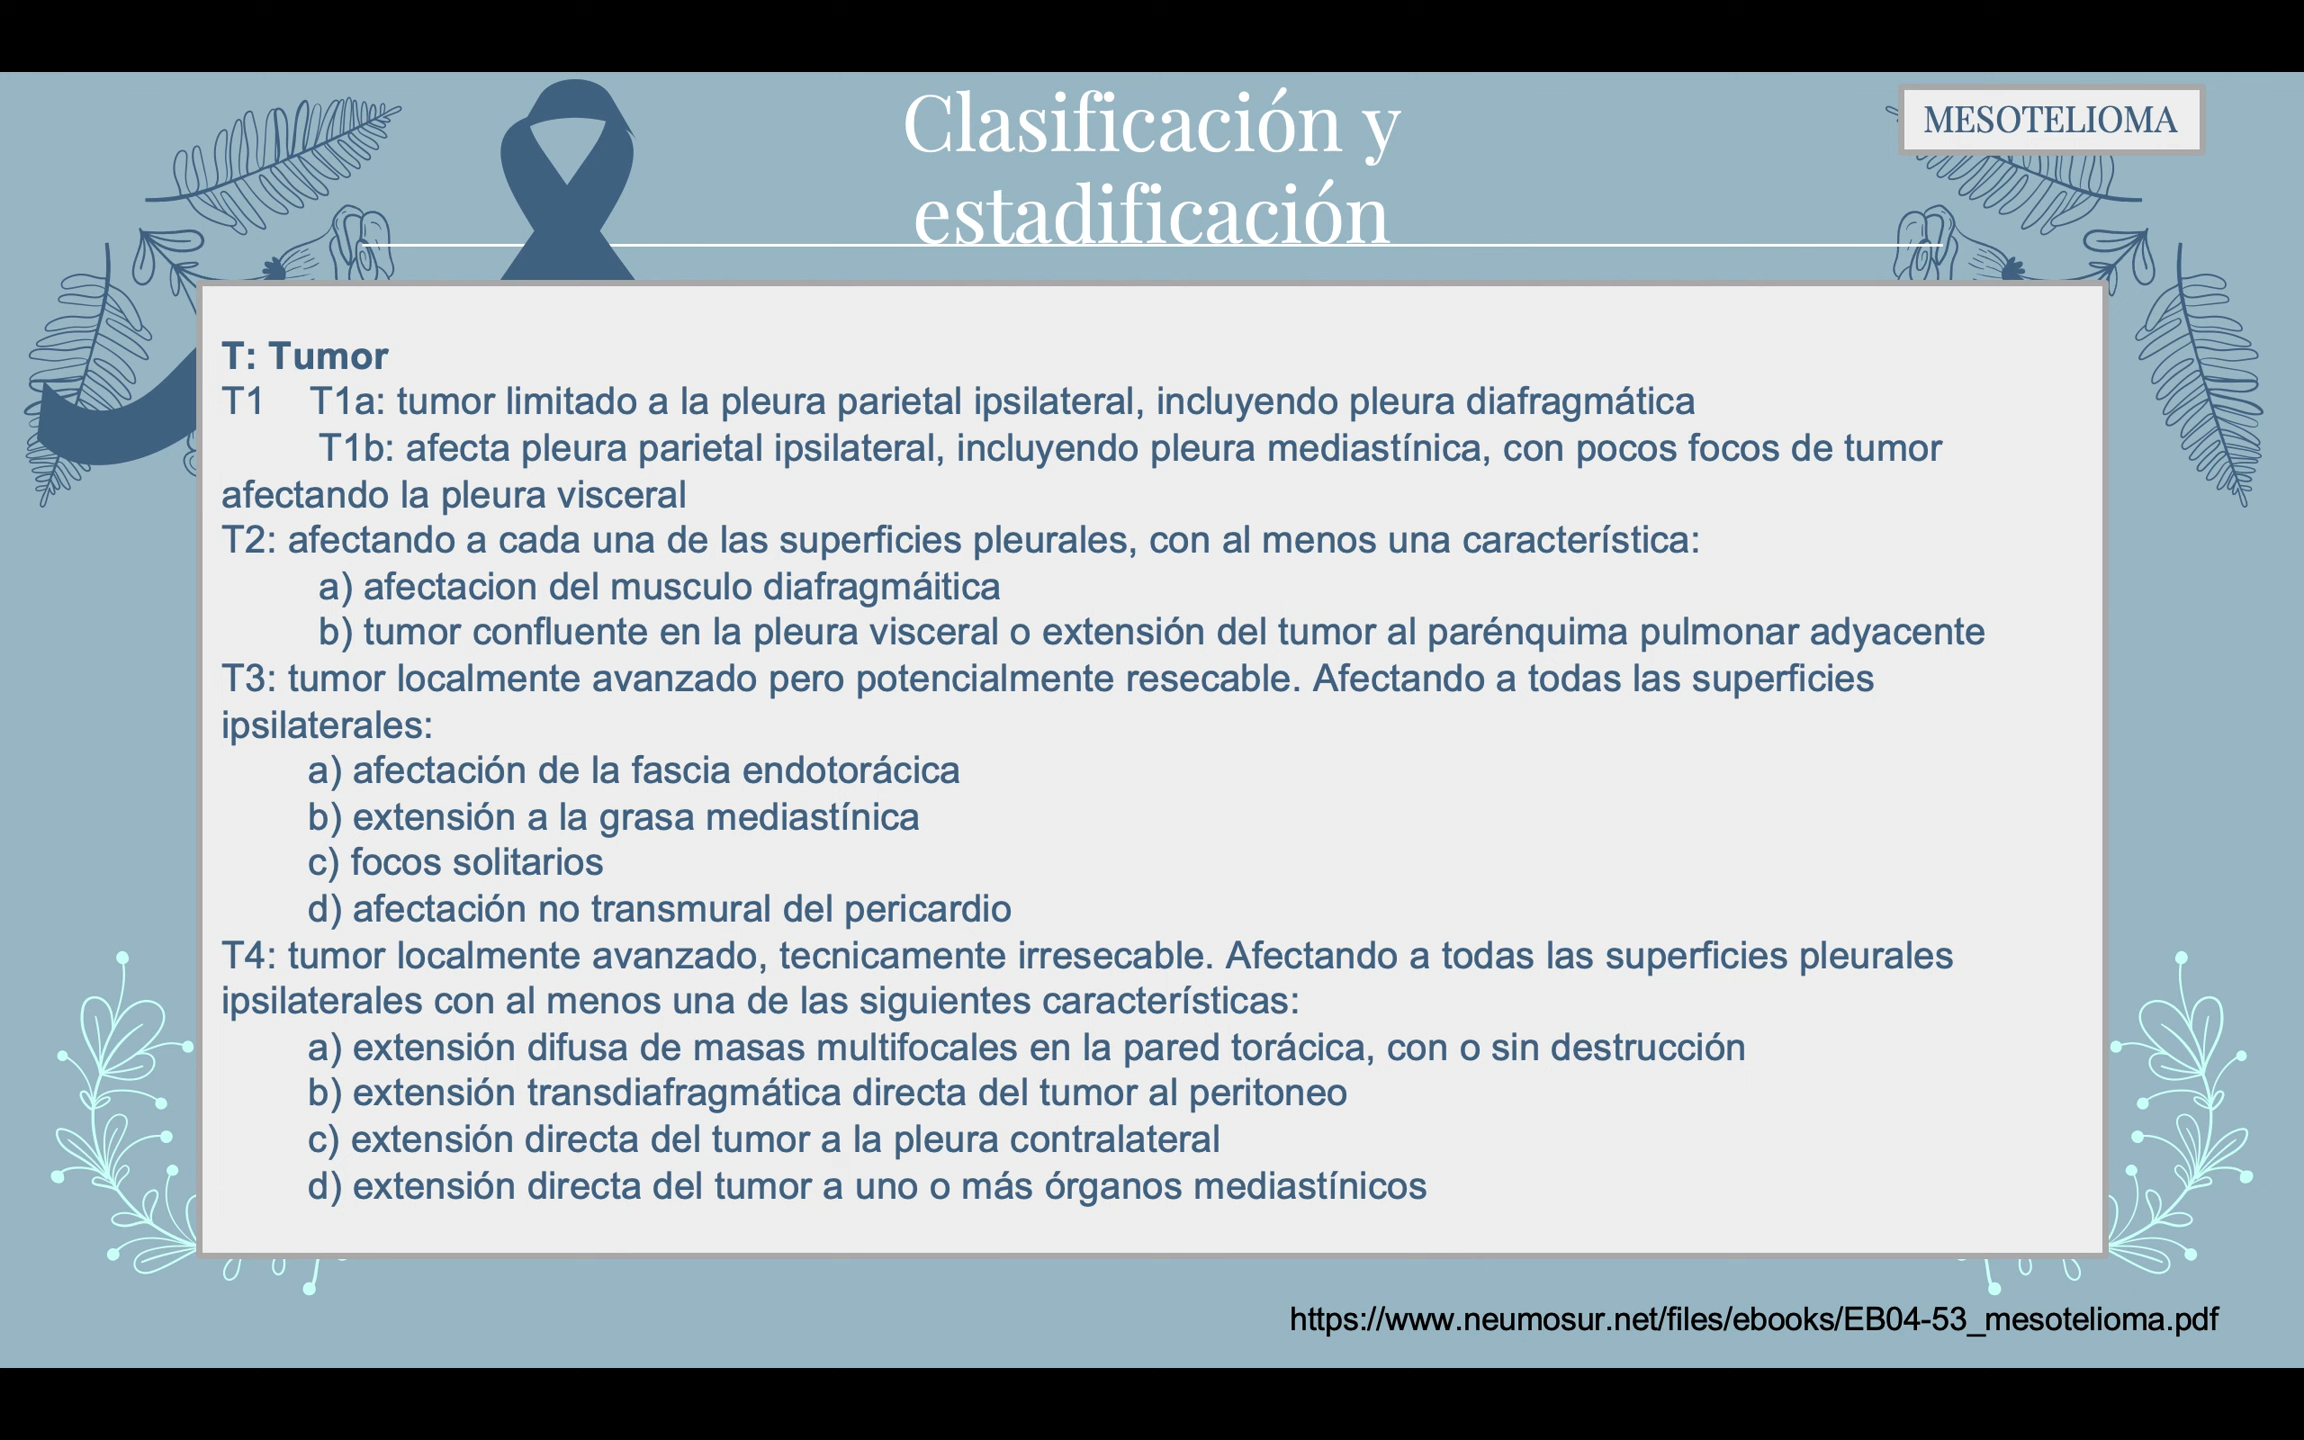 Clasificación y
estadificación
MESOTELIOMA
T: Tumor
T1 T1a: tumor limitado a la pleura parietal ipsilateral, incluyendo pleura diafragmática
T1b: afecta pleura parietal ipsilateral, incluyendo pleura mediastínica, con pocos focos de tumor
afectando la pleura visceral
T2: afectando a cada una de las superficies pleurales, con al menos una característica:
a) afectacion del musculo diafragmáitica
b) tumor confluente en la pleura visceral o extensión del tumor al parénquima pulmonar adyacente
T3: tumor localmente avanzado pero potencialmente resecable. Afectando a todas las superficies
ipsilaterales:
a) afectación de la fascia endotorácica
b) extensión a la grasa mediastínica
c) focos solitarios
d) afectación no transmural del pericardio
T4: tumor localmente avanzado, tecnicamente irresecable. Afectando a todas las superficies pleurales
ipsilaterales con al menos una de las siguientes características:
a) extensión difusa de masas multifocales en la pared torácica, con o sin destrucción
b) extensión transdiafragmática directa del tumor al peritoneo
c) extensión directa del tumor a la pleura contralateral
d) extensión directa del tumor a uno o más órganos mediastínicos
https://www.neumosur.net/files/ebooks/EB04-53_mesotelioma.pdf